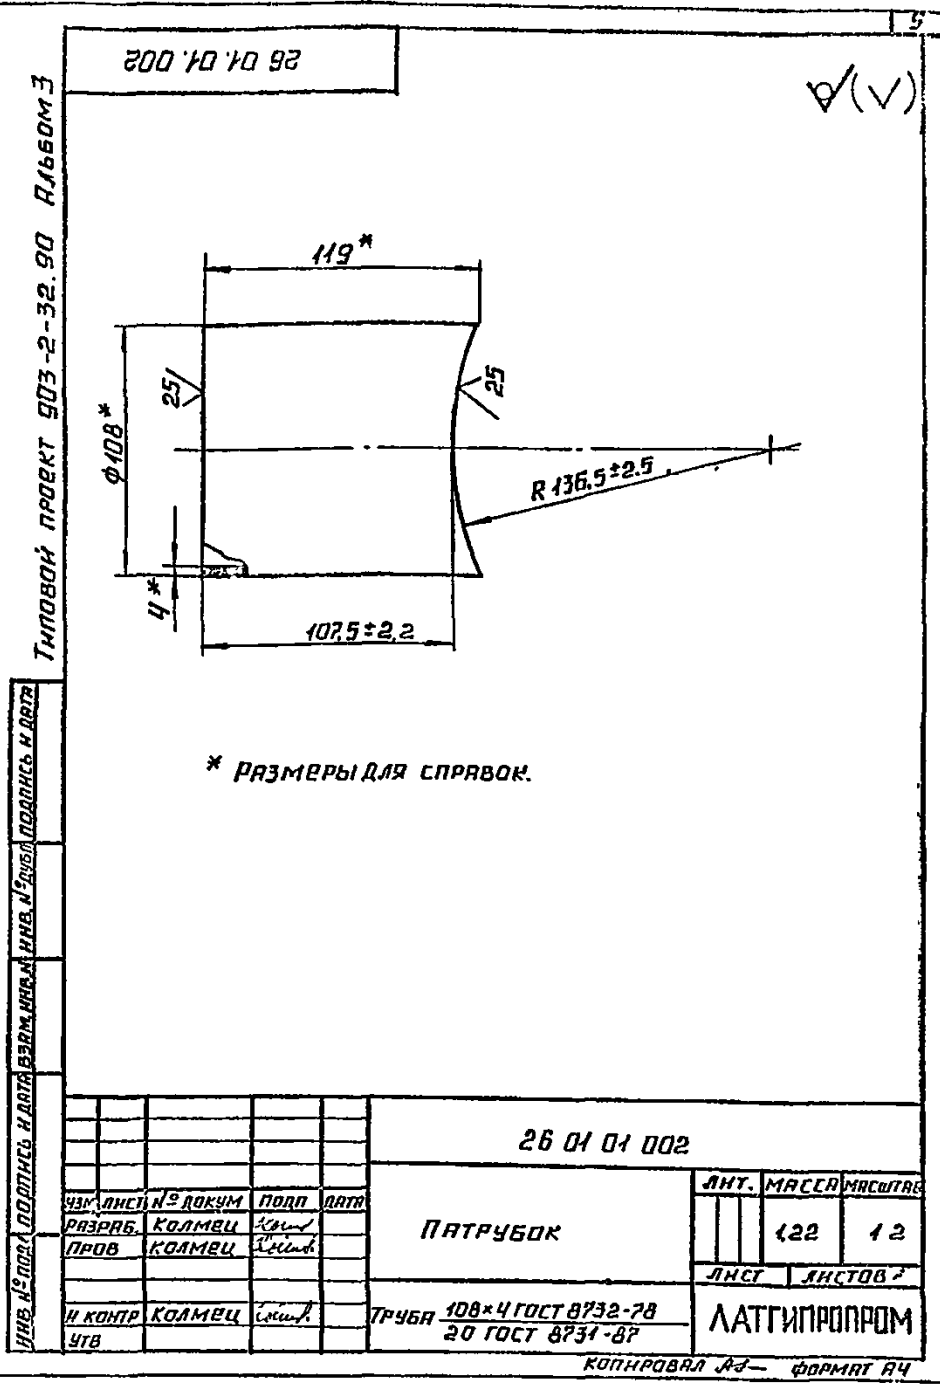 5
26 01. 01. 002
Типовой проект 903-2-32.90 Альбом 3
119*
25
25
ф108*
R 136,5±2.5
4*
107,5±2,2
* Размеры для справок.
Подпись и дата
Инв. № дубл
Взам. инв. №
Подпись и дата
Инв № подл
26 01 01 002
Изм Лист № докум Подп Дата
Разраб. Колмец
Пров Колмец
Н контр Колмец
Утв
Патрубок
Лит. Масса Масштаб
1,22 1 2
Лист Листов
Труба 108×4 ГОСТ 8732-78
20 ГОСТ 8731-87
ЛАТГИПРОПРОМ
Копировал формат А4